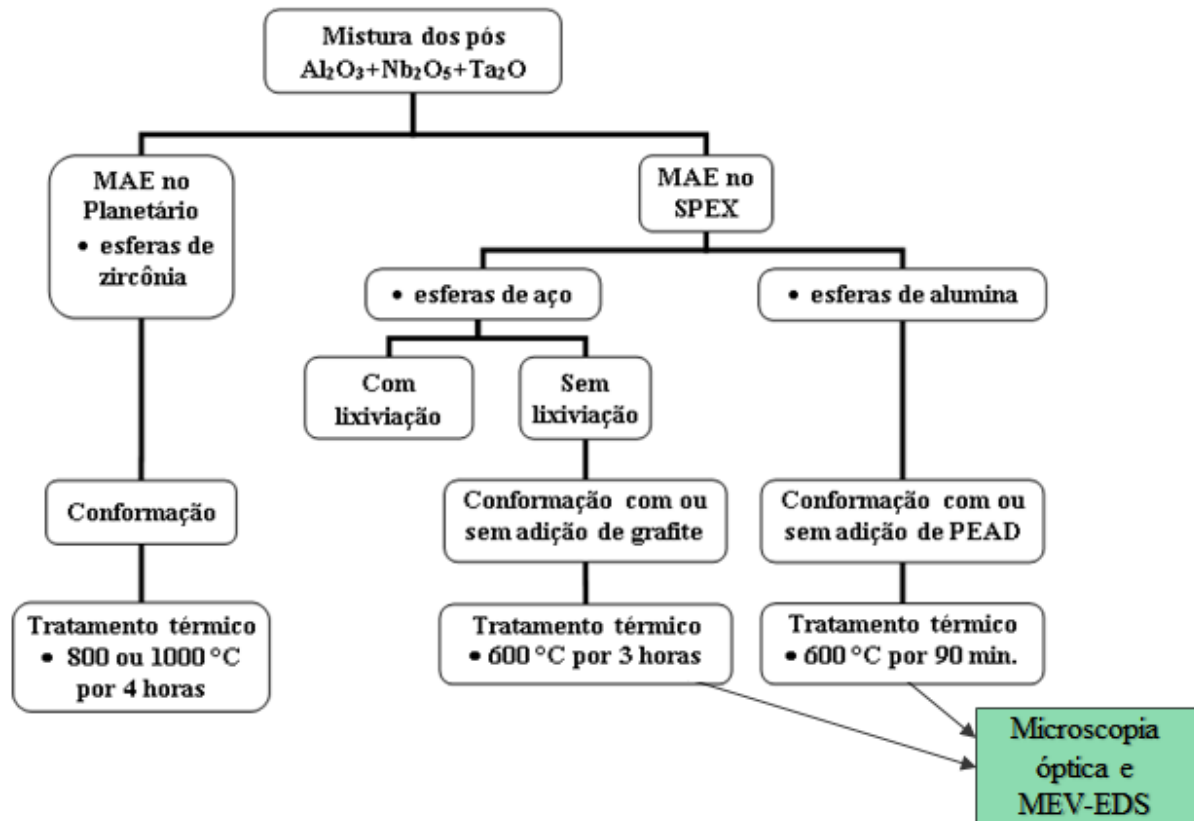 Mistura dos pós
Al₂O₃+Nb₂O₅+Ta₂O
MAE no
Planetário
• esferas de
zircônia
MAE no
SPEX
• esferas de aço
• esferas de alumina
Com
lixiviação
Sem
lixiviação
Conformação
Conformação com ou
sem adição de grafite
Conformação com ou
sem adição de PEAD
Tratamento térmico
• 800 ou 1000 °C
por 4 horas
Tratamento térmico
• 600 °C por 3 horas
Tratamento térmico
• 600 °C por 90 min.
Microscopia
óptica e
MEV-EDS